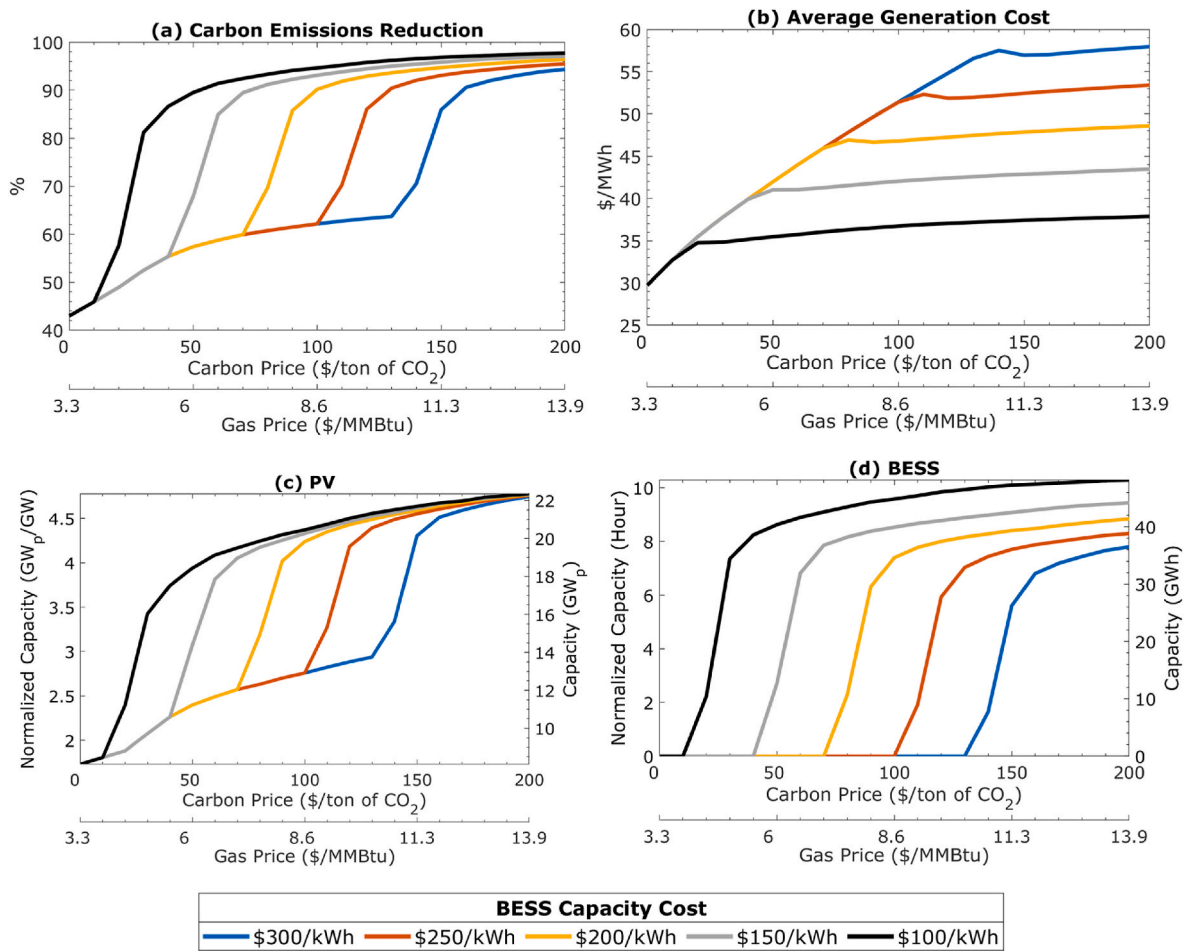 (a) Carbon Emissions Reduction
100
90
80
70
60
50
40
%
0 50 100 150 200
Carbon Price ($/ton of CO2)
3.3 6 8.6 11.3 13.9
Gas Price ($/MMBtu)
(b) Average Generation Cost
60
55
50
45
40
35
30
25
$/MWh
0 50 100 150 200
Carbon Price ($/ton of CO2)
3.3 6 8.6 11.3 13.9
Gas Price ($/MMBtu)
(c) PV
4.5
4
3.5
3
2.5
2
Normalized Capacity (GWp/GW)
22
20
18
16
14
12
10
Capacity (GWp)
0 50 100 150 200
Carbon Price ($/ton of CO2)
3.3 6 8.6 11.3 13.9
Gas Price ($/MMBtu)
(d) BESS
10
8
6
4
2
0
Normalized Capacity (Hour)
40
30
20
10
0
Capacity (GWh)
0 50 100 150 200
Carbon Price ($/ton of CO2)
3.3 6 8.6 11.3 13.9
Gas Price ($/MMBtu)
BESS Capacity Cost
$300/kWh $250/kWh $200/kWh $150/kWh $100/kWh